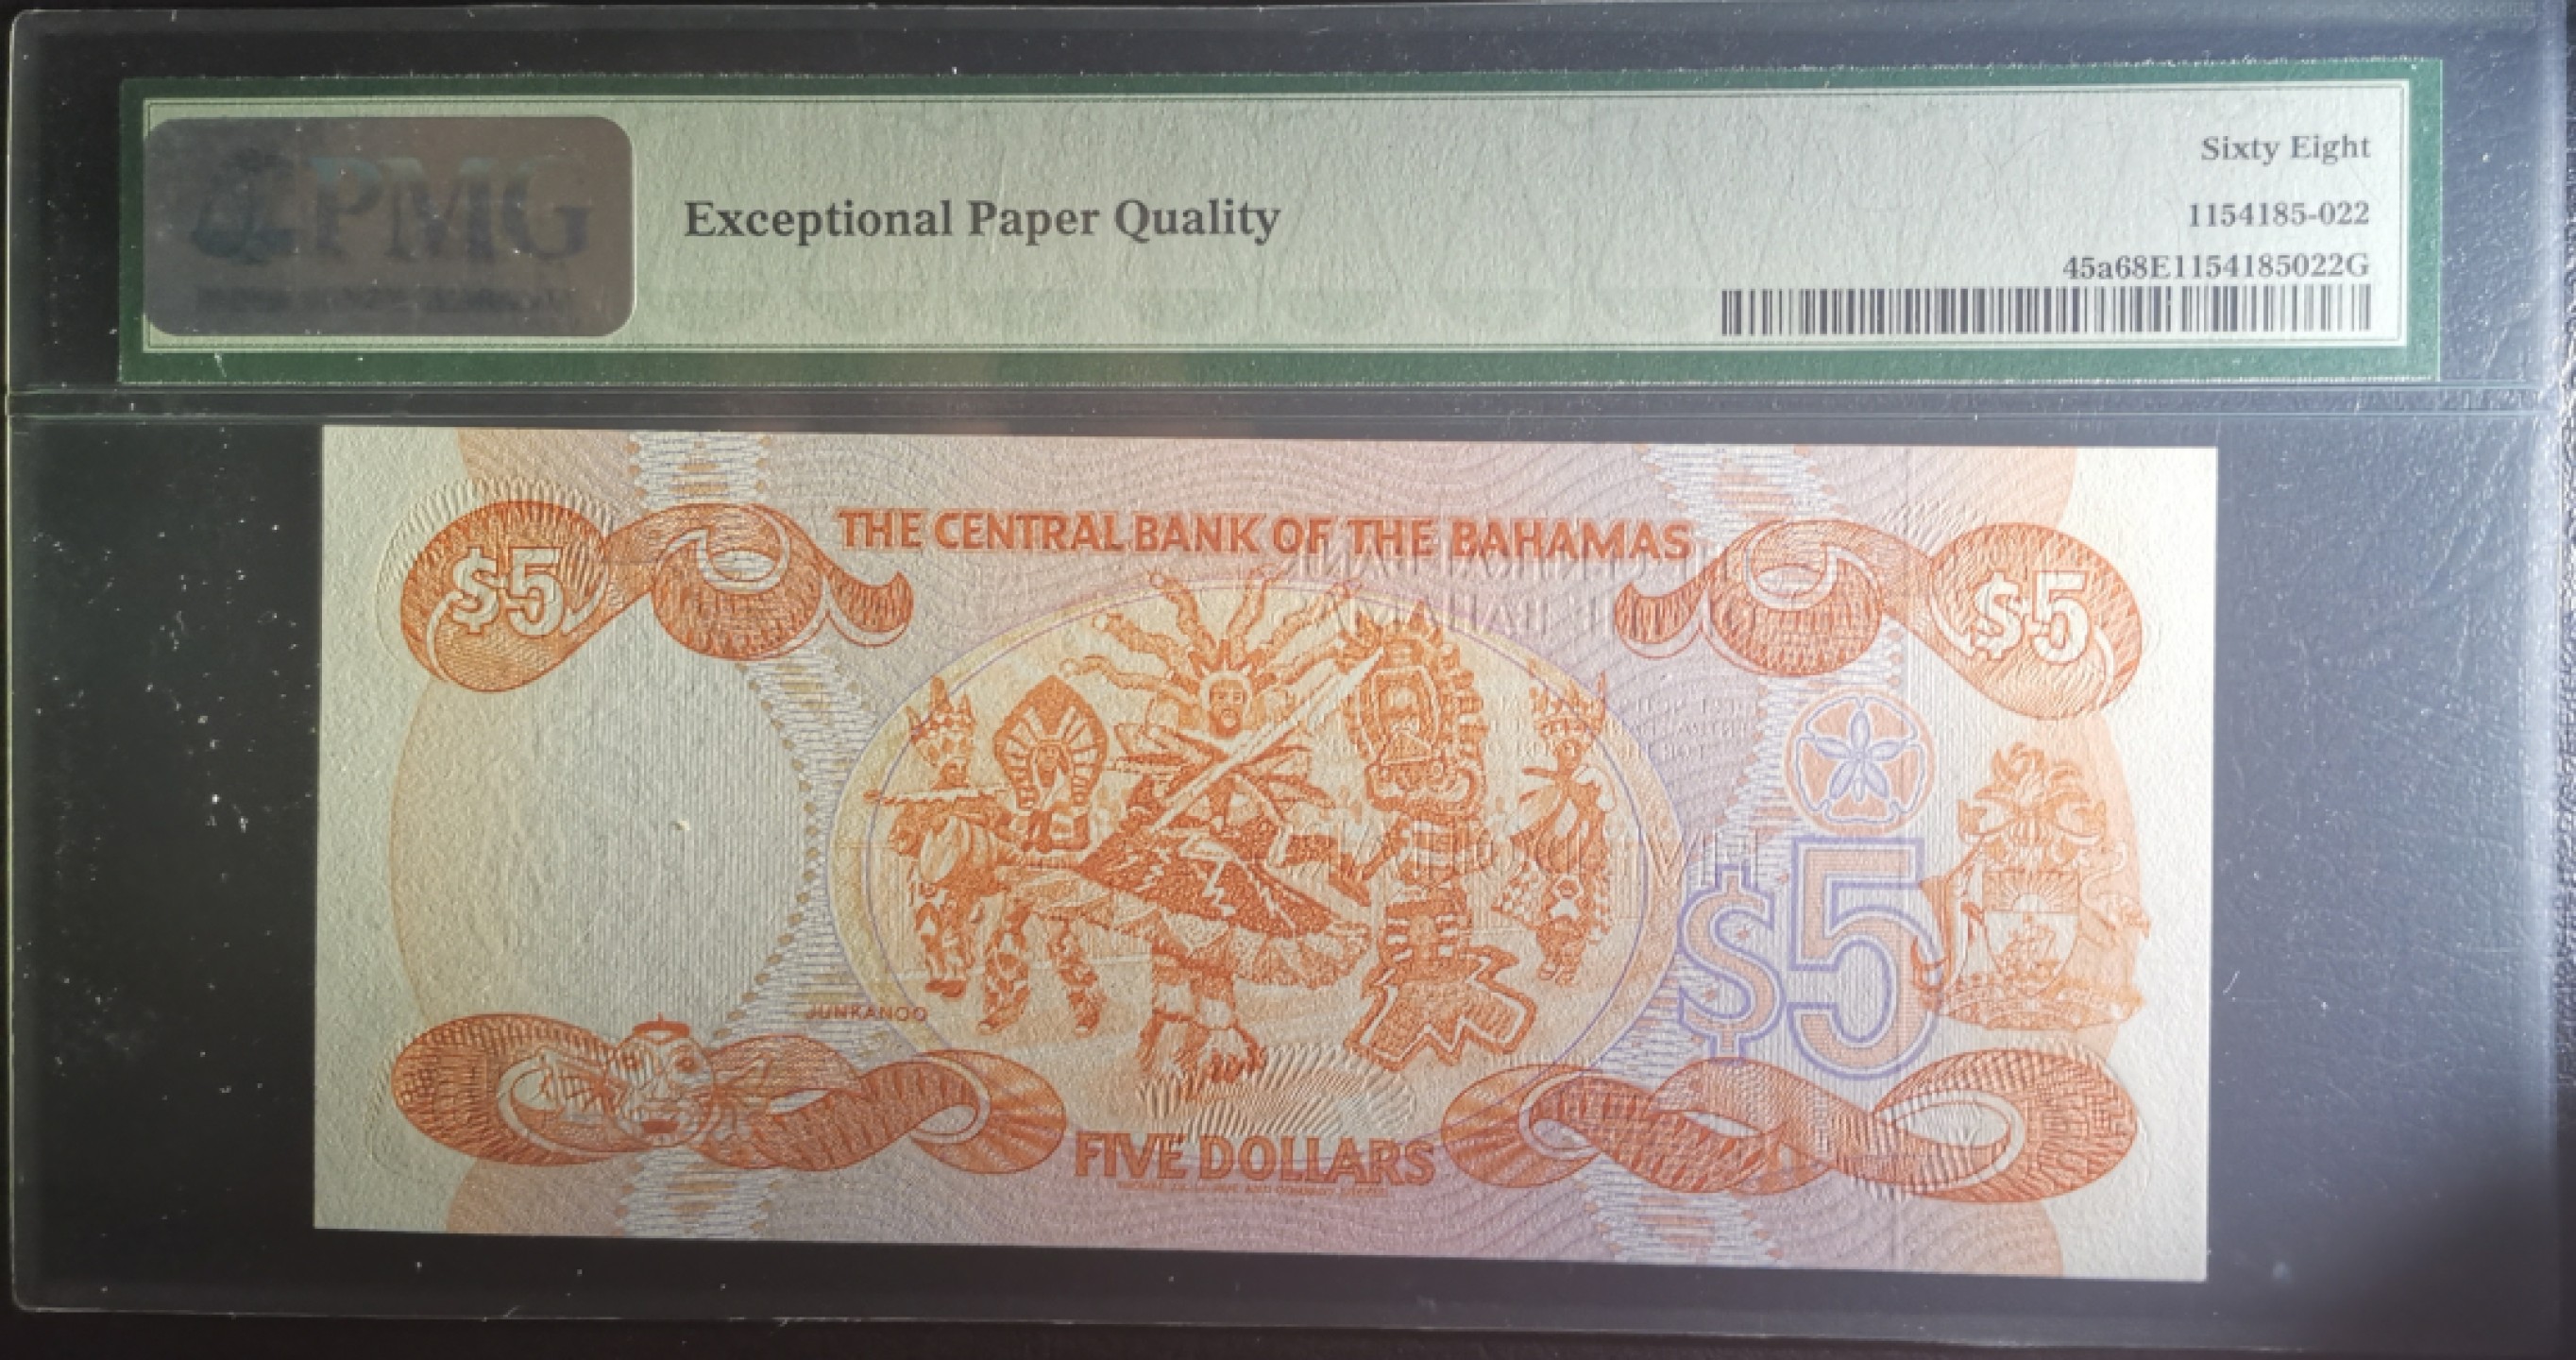 PMG
Exceptional Paper Quality
Sixty Eight
1154185-022
45a68E1154185022G
THE CENTRAL BANK OF THE BAHAMAS
$5
$5
$5
JUNKANOO
FIVE DOLLARS